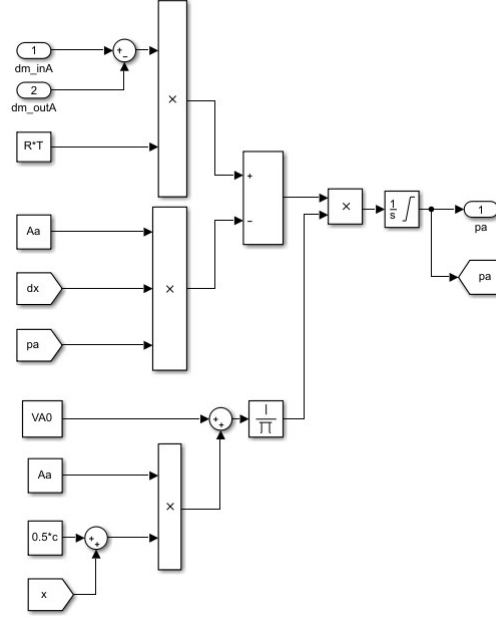 1
dm_inA
+
−
2
dm_outA
R*T
×
+
−
Aa
dx
pa
×
×
1
s
∫
1
pa
pa
VA0
+
+
1
∏
Aa
0.5*c
+
+
x
×